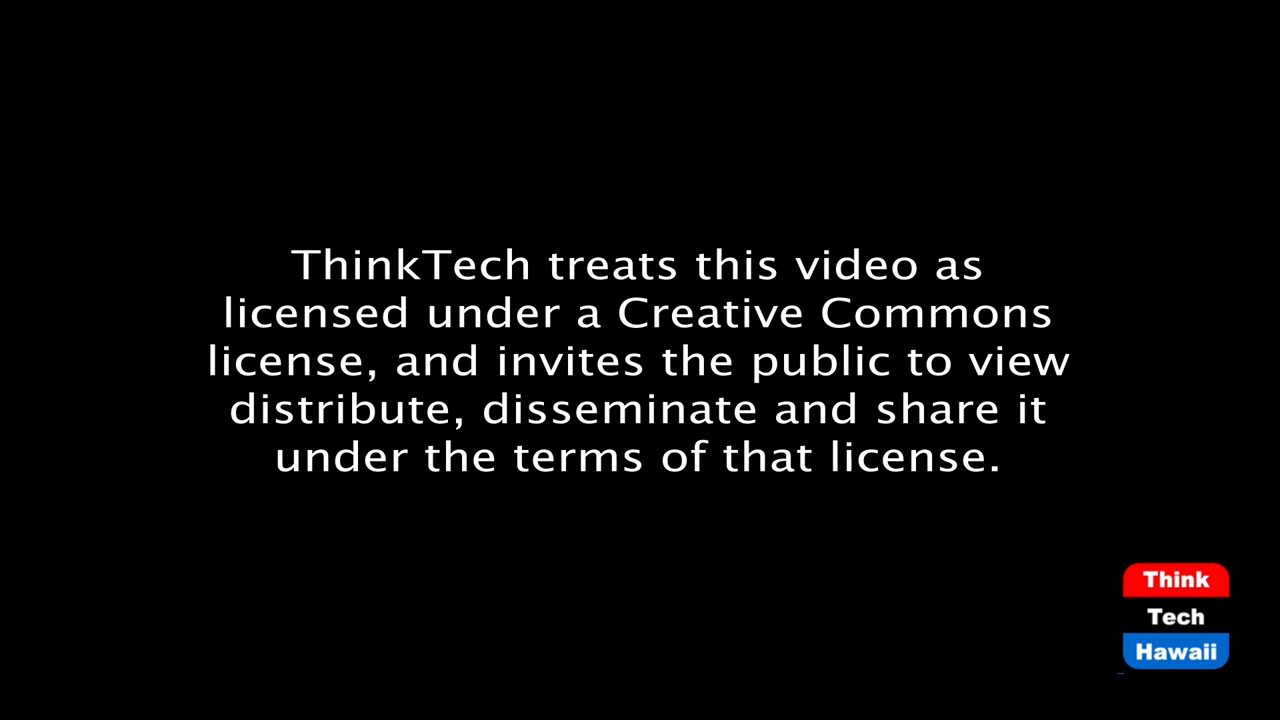 ThinkTech treats this video as
licensed under a Creative Commons
license, and invites the public to view
distribute, disseminate and share it
under the terms of that license.
Think
Tech
Hawaii